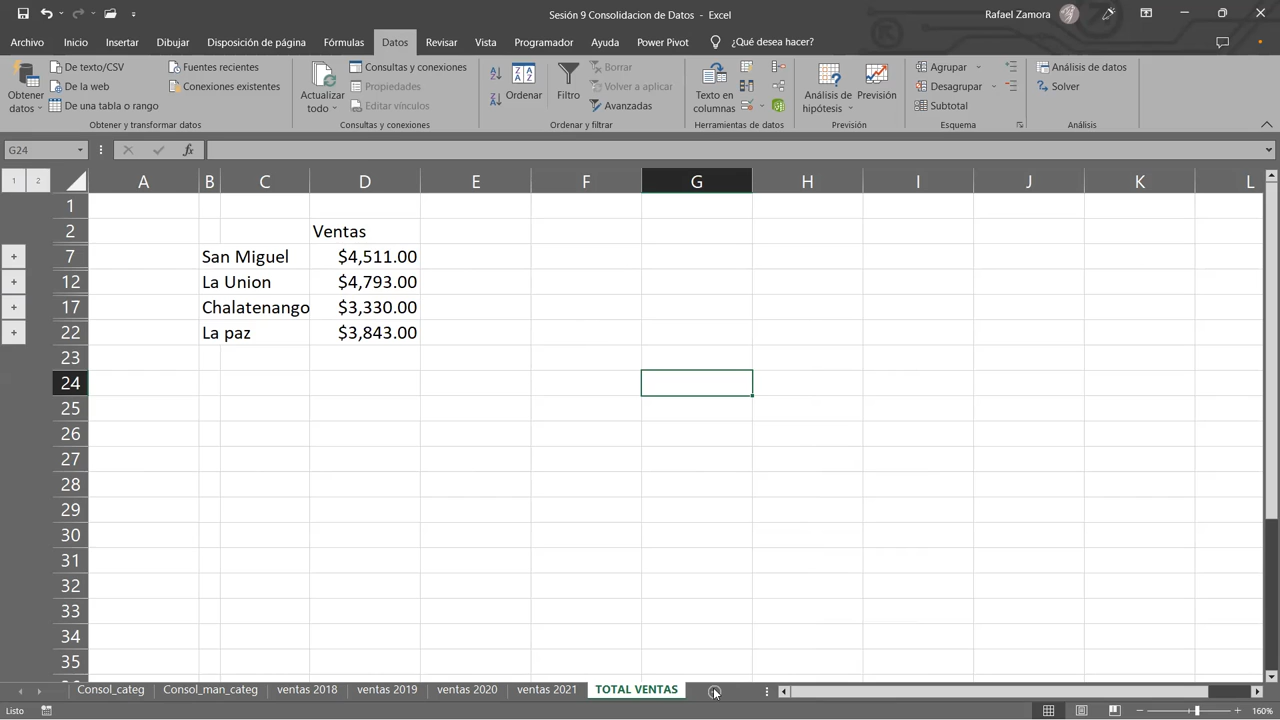 Sesión 9 Consolidacion de Datos - Excel
Rafael Zamora
Archivo Inicio Insertar Dibujar Disposición de página Fórmulas Datos Revisar Vista Programador Ayuda Power Pivot ¿Qué desea hacer?
De texto/CSV Fuentes recientes Consultas y conexiones Borrar Agrupar Análisis de datos
De la web Conexiones existentes Propiedades Volver a aplicar Desagrupar Solver
Obtener datos De una tabla o rango Actualizar todo Editar vínculos Ordenar Filtro Avanzadas Texto en columnas Análisis de hipótesis Previsión Subtotal
Obtener y transformar datos Consultas y conexiones Ordenar y filtrar Herramientas de datos Previsión Esquema Análisis
G24 fx
1 2 A B C D E F G H I J K L
1
2 Ventas
+ 7 San Miguel $4,511.00
+ 12 La Union $4,793.00
+ 17 Chalatenango $3,330.00
+ 22 La paz $3,843.00
23
24
25
26
27
28
29
30
31
32
33
34
35
Consol_categ Consol_man_categ ventas 2018 ventas 2019 ventas 2020 ventas 2021 TOTAL VENTAS
Listo 160%